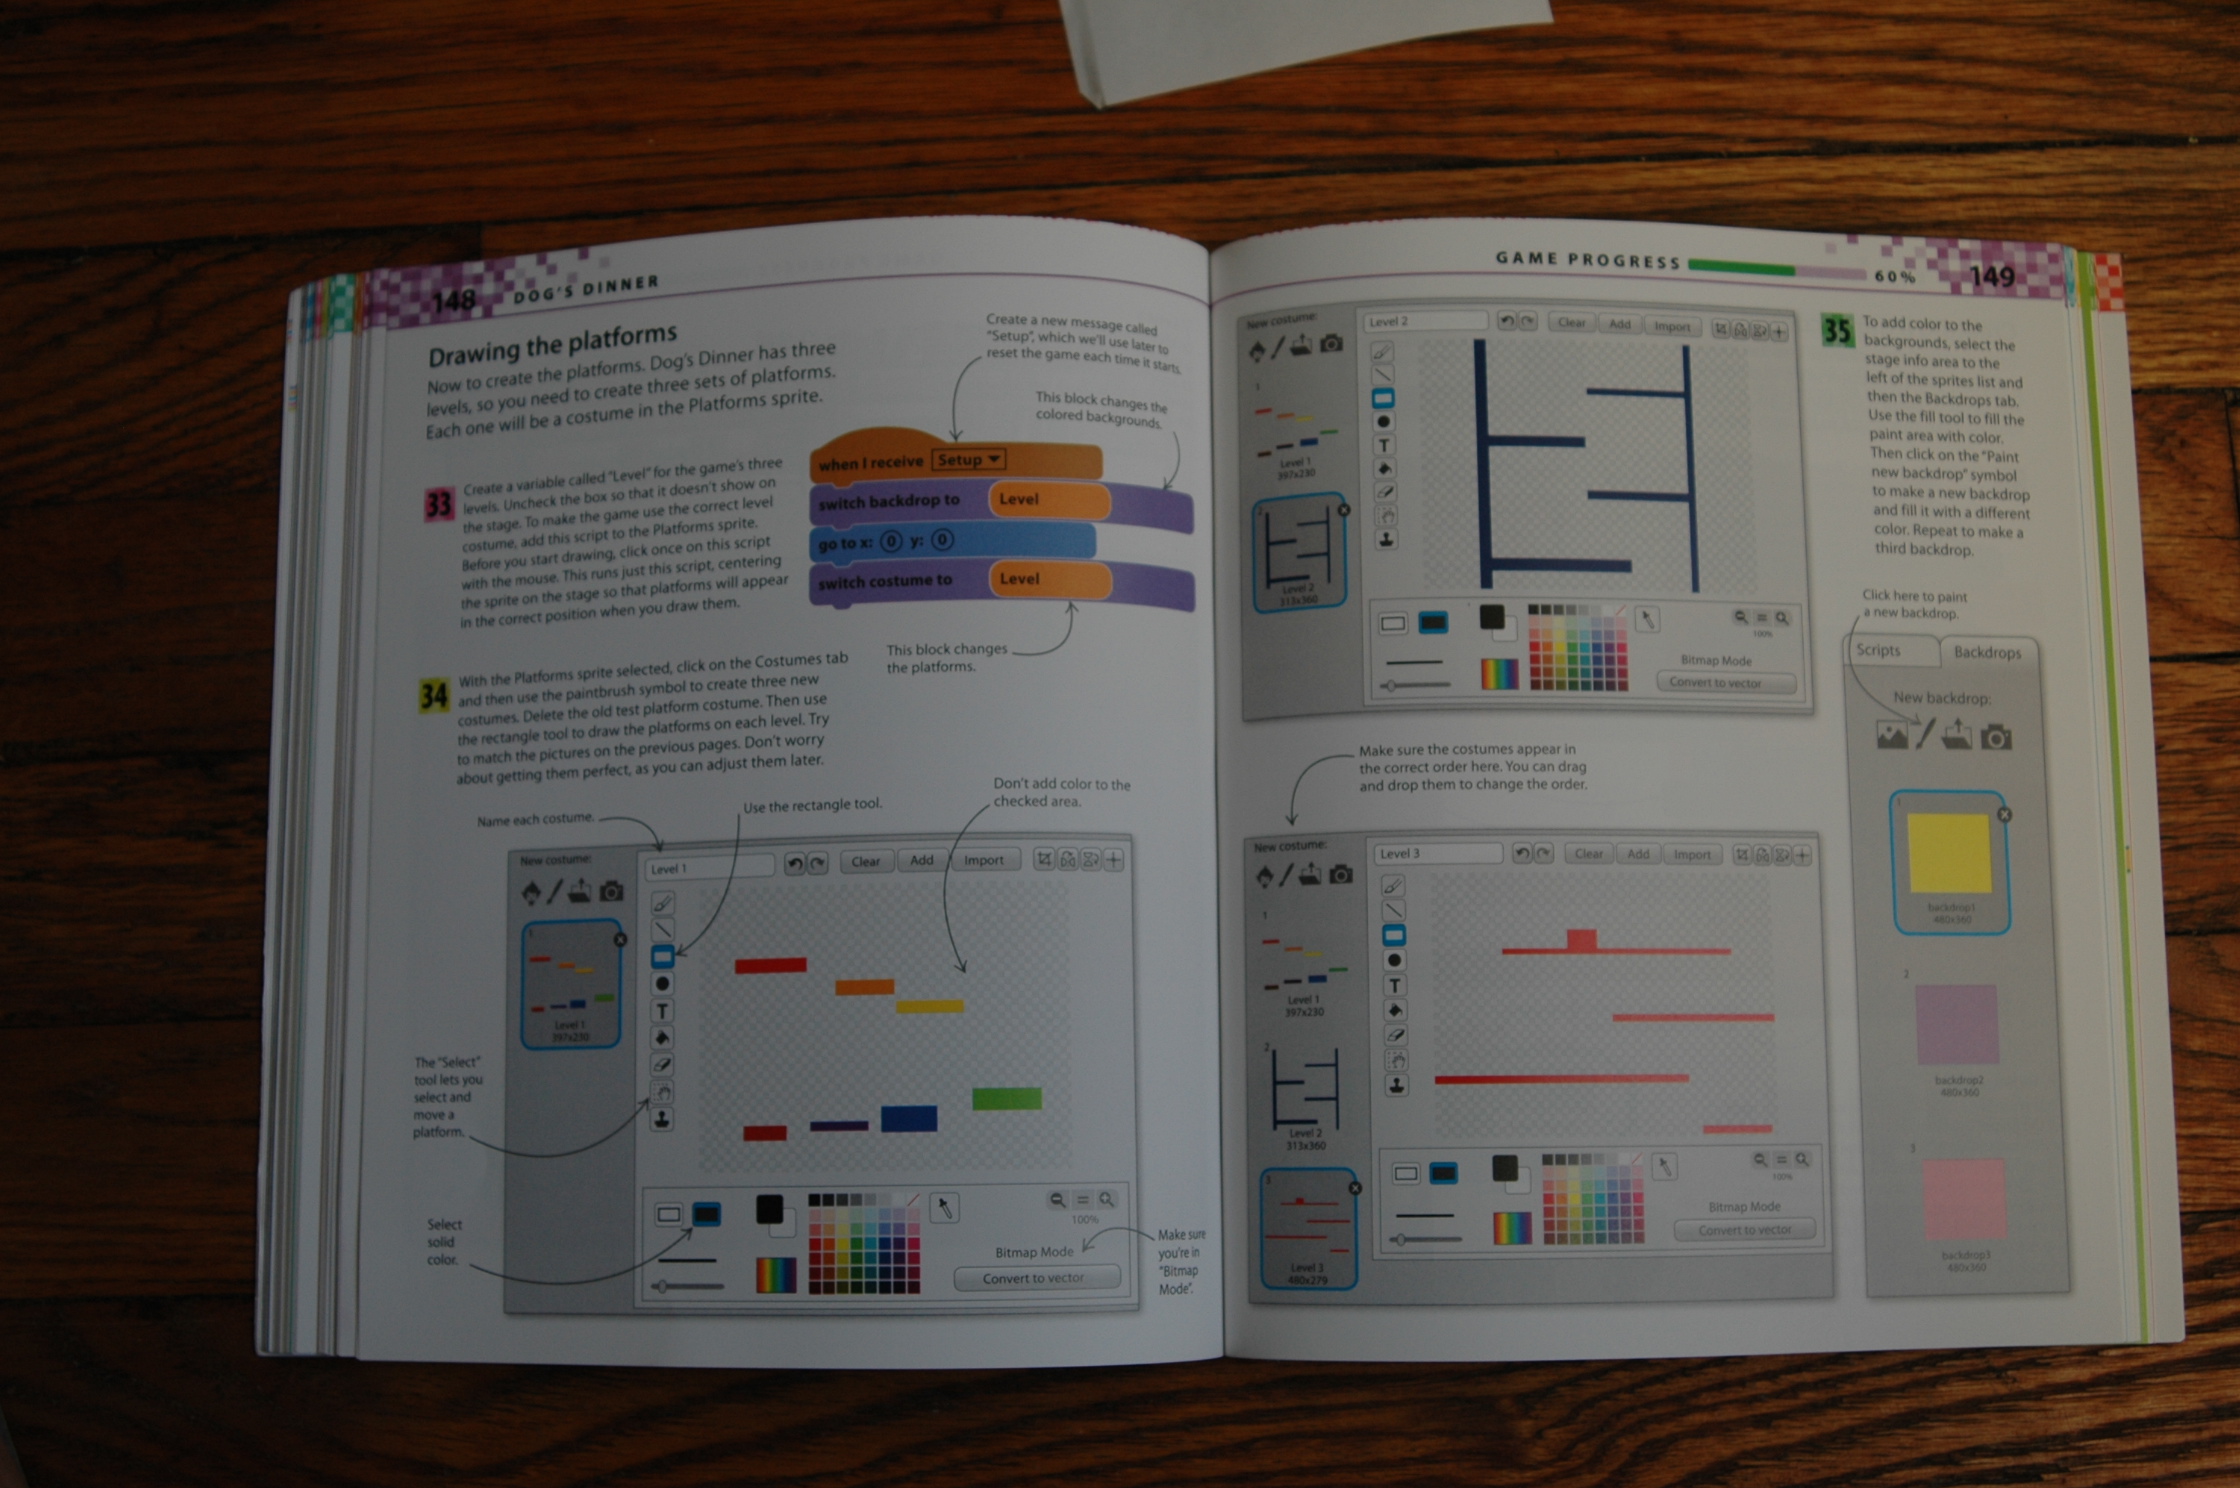 148 DOG'S DINNER
Drawing the platforms
Now to create the platforms. Dog's Dinner has three
levels, so you need to create three sets of platforms.
Each one will be a costume in the Platforms sprite.
33
Create a variable called "Level" for the game's three
levels. Uncheck the box so that it doesn't show on
the stage. To make the game use the correct level
costume, add this script to the Platforms sprite.
Before you start drawing, click once on this script
with the mouse. This runs just this script, centering
the sprite on the stage so that platforms will appear
in the correct position when you draw them.
Create a new message called
"Setup", which we'll use later to
reset the game each time it starts.
This block changes the
colored backgrounds.
when I receive Setup
switch backdrop to Level
go to x: 0 y: 0
switch costume to Level
This block changes
the platforms.
34
With the Platforms sprite selected, click on the Costumes tab
and then use the paintbrush symbol to create three new
costumes. Delete the old test platform costume. Then use
the rectangle tool to draw the platforms on each level. Try
to match the pictures on the previous pages. Don't worry
about getting them perfect, as you can adjust them later.
Name each costume.
Use the rectangle tool.
Don't add color to the
checked area.
New costume:
1
Level 1
397x230
Level 1
Clear
Add
Import
T
100%
Bitmap Mode
Convert to vector
The "Select"
tool lets you
select and
move a
platform.
Select
solid
color.
Make sure
you're in
"Bitmap
Mode".
GAME PROGRESS 60% 149
New costume:
1
Level 1
397x230
2
Level 2
313x360
Level 2
Clear
Add
Import
T
100%
Bitmap Mode
Convert to vector
35
To add color to the
backgrounds, select the
stage info area to the
left of the sprites list and
then the Backdrops tab.
Use the fill tool to fill the
paint area with color.
Then click on the "Paint
new backdrop" symbol
to make a new backdrop
and fill it with a different
color. Repeat to make a
third backdrop.
Click here to paint
a new backdrop.
Scripts
Backdrops
New backdrop:
1
backdrop1
480x360
2
backdrop2
480x360
3
backdrop3
480x360
Make sure the costumes appear in
the correct order here. You can drag
and drop them to change the order.
New costume:
1
Level 1
397x230
2
Level 2
313x360
3
Level 3
480x279
Level 3
Clear
Add
Import
T
100%
Bitmap Mode
Convert to vector